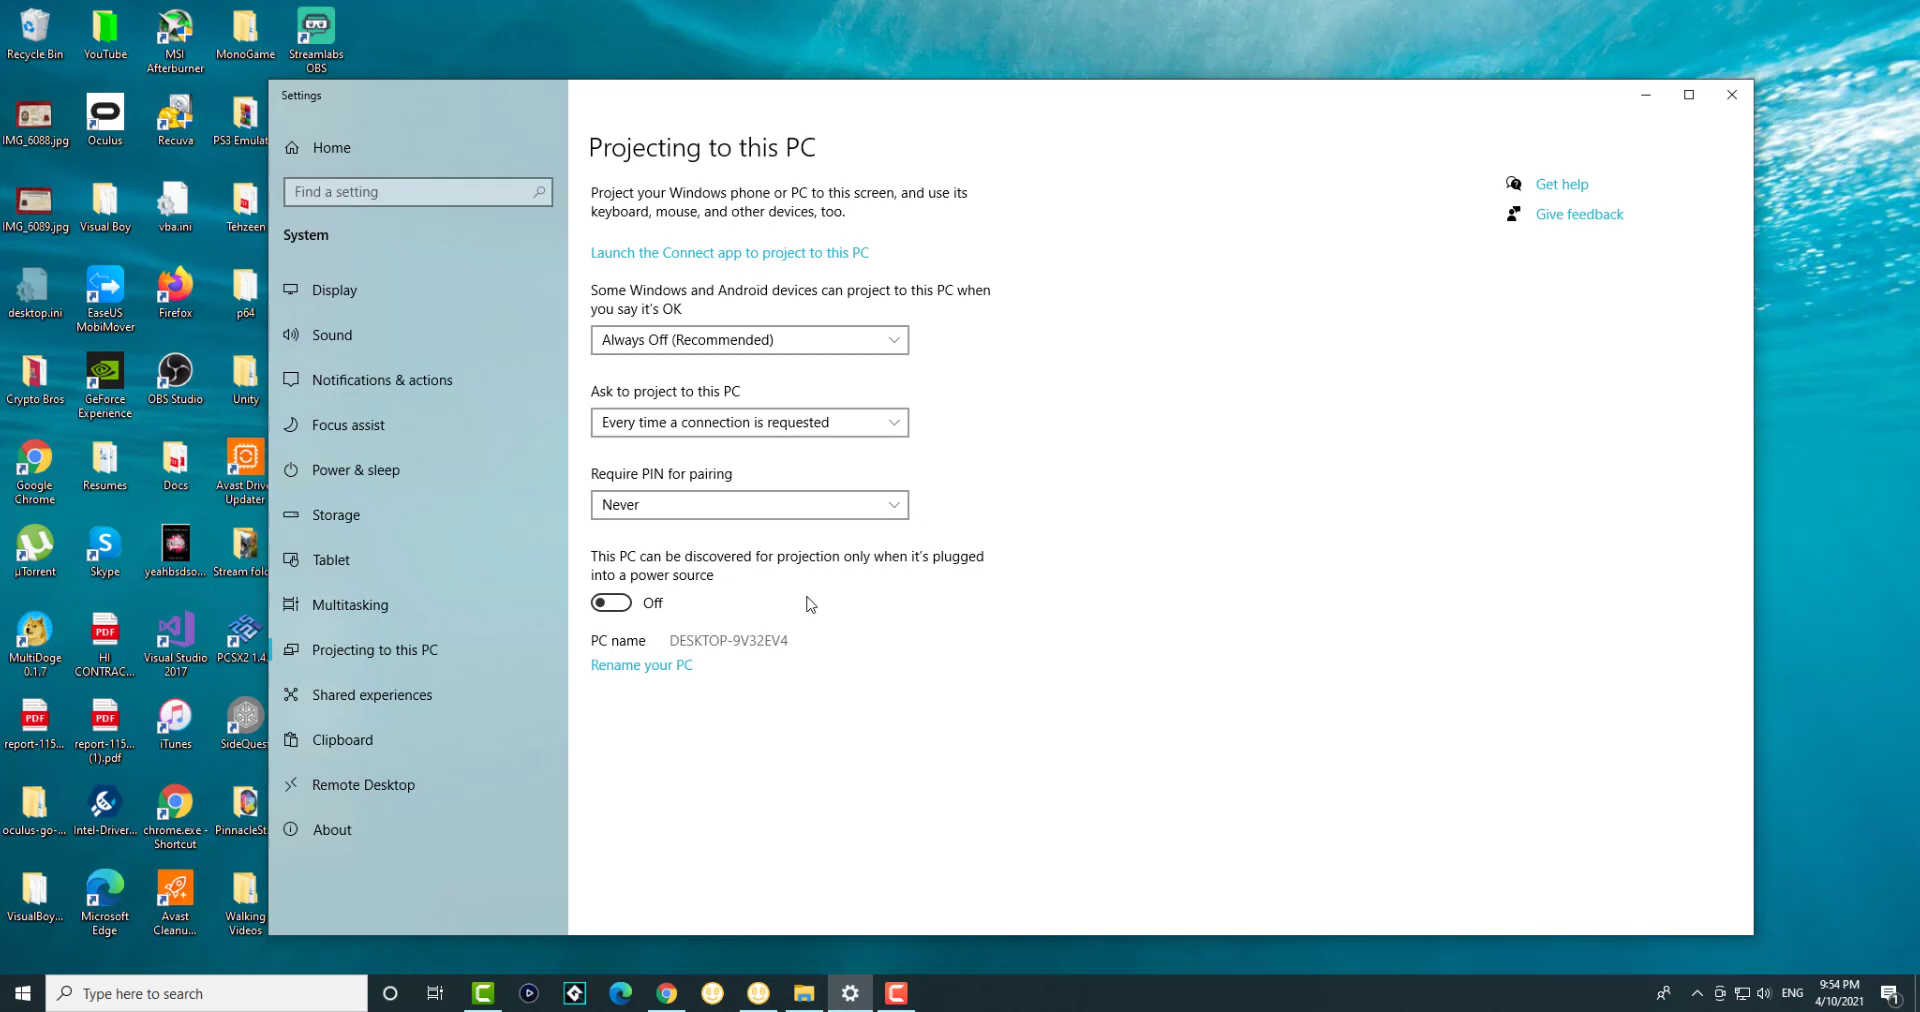 Recycle Bin
YouTube
MSI
Afterburner
MonoGame
Streamlabs
OBS
IMG_6088.jpg
Oculus
Recuva
PS3 Emulat
IMG_6089.jpg
Visual Boy
vba.ini
Tehzeen
desktop.ini
EaseUS
MobiMover
Firefox
p64
Crypto Bros
GeForce
Experience
OBS Studio
Unity
Google
Chrome
Resumes
Docs
Avast Drive
Updater
µTorrent
Skype
yeahbsdso...
Stream fold
MultiDoge
0.1.7
HI
CONTRAC...
Visual Studio
2017
PCSX2 1.4.
report-115...
report-115...
(1).pdf
iTunes
SideQuest
oculus-go-...
Intel-Driver...
chrome.exe -
Shortcut
PinnacleSt
VisualBoy...
Microsoft
Edge
Avast
Cleanu...
Walking
Videos
Settings
Home
Find a setting
System
Display
Sound
Notifications & actions
Focus assist
Power & sleep
Storage
Tablet
Multitasking
Projecting to this PC
Shared experiences
Clipboard
Remote Desktop
About
Projecting to this PC
Project your Windows phone or PC to this screen, and use its
keyboard, mouse, and other devices, too.
Launch the Connect app to project to this PC
Some Windows and Android devices can project to this PC when
you say it's OK
Always Off (Recommended)
Ask to project to this PC
Every time a connection is requested
Require PIN for pairing
Never
This PC can be discovered for projection only when it's plugged
into a power source
Off
PC name DESKTOP-9V32EV4
Rename your PC
Get help
Give feedback
Type here to search
ENG
9:54 PM
4/10/2021
1